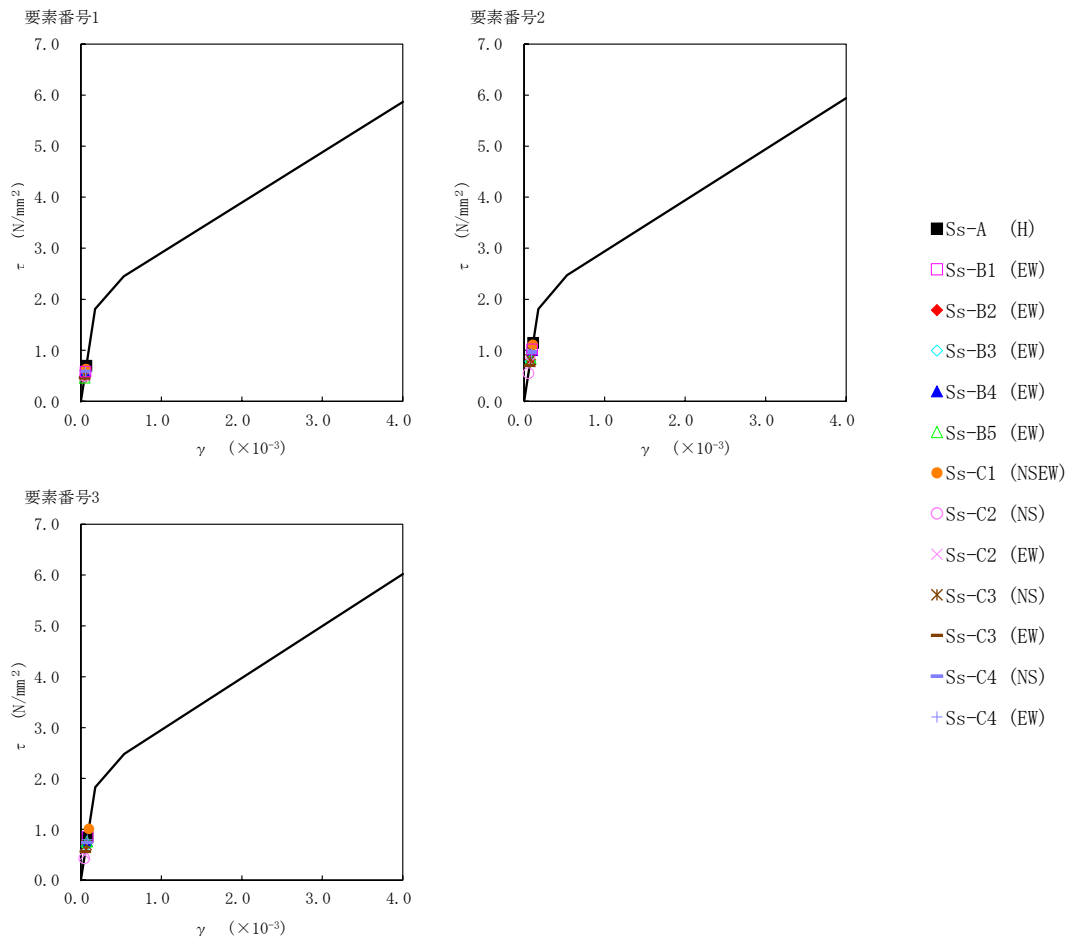 要素番号1
7.0
6.0
5.0
4.0
3.0
2.0
1.0
0.0
τ (N/mm²)
0.0 1.0 2.0 3.0 4.0
γ (×10⁻³)
要素番号2
7.0
6.0
5.0
4.0
3.0
2.0
1.0
0.0
τ (N/mm²)
0.0 1.0 2.0 3.0 4.0
γ (×10⁻³)
要素番号3
7.0
6.0
5.0
4.0
3.0
2.0
1.0
0.0
τ (N/mm²)
0.0 1.0 2.0 3.0 4.0
γ (×10⁻³)
Ss-A (H)
Ss-B1 (EW)
Ss-B2 (EW)
Ss-B3 (EW)
Ss-B4 (EW)
Ss-B5 (EW)
Ss-C1 (NSEW)
Ss-C2 (NS)
Ss-C2 (EW)
Ss-C3 (NS)
Ss-C3 (EW)
Ss-C4 (NS)
Ss-C4 (EW)